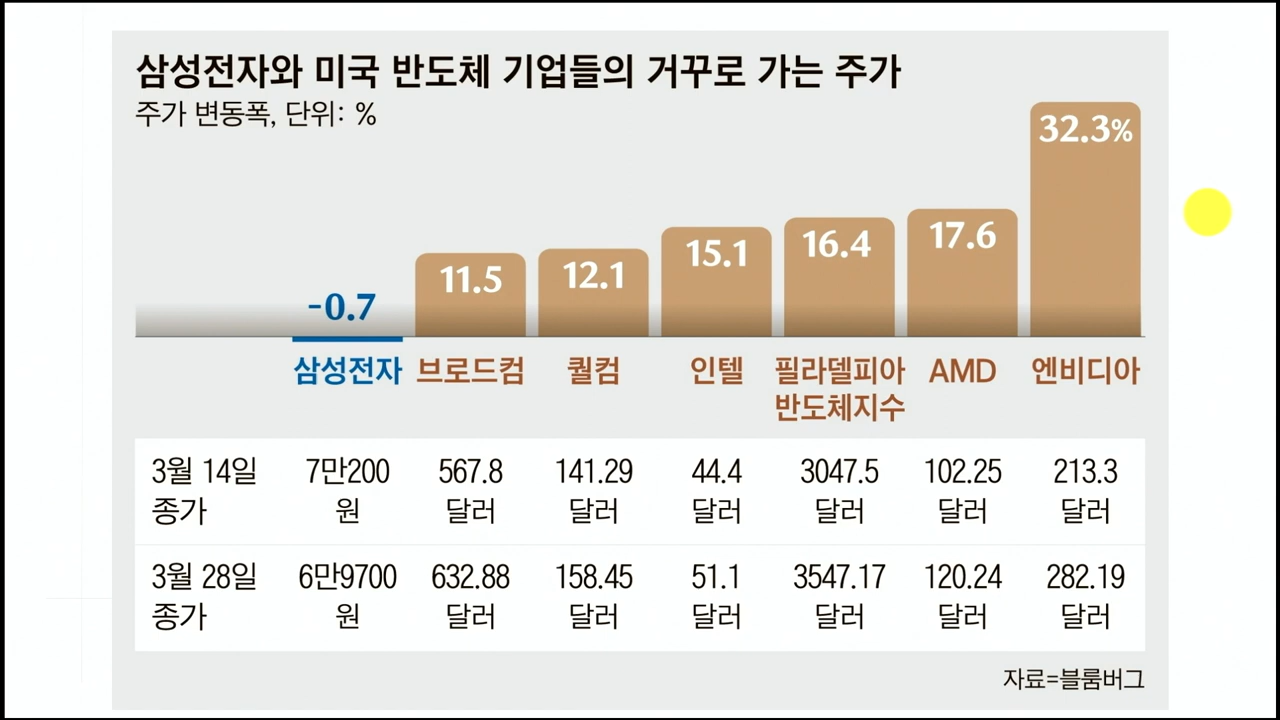 삼성전자와 미국 반도체 기업들의 거꾸로 가는 주가
주가 변동폭, 단위: %
-0.7 11.5 12.1 15.1 16.4 17.6 32.3%
삼성전자 브로드컴 퀄컴 인텔 필라델피아 AMD 엔비디아
반도체지수
3월 14일 7만200 567.8 141.29 44.4 3047.5 102.25 213.3
종가 원 달러 달러 달러 달러 달러 달러
3월 28일 6만9700 632.88 158.45 51.1 3547.17 120.24 282.19
종가 원 달러 달러 달러 달러 달러 달러
자료=블룸버그